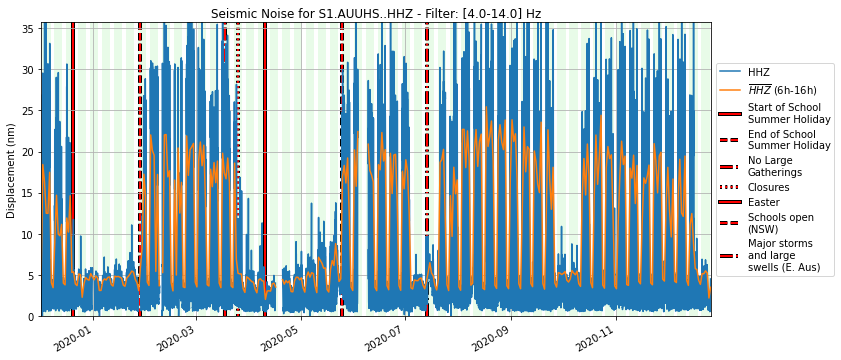 Seismic Noise for S1.AUUHS..HHZ - Filter: [4.0-14.0] Hz
Displacement (nm)
35
30
25
20
15
10
5
0
2020-01
2020-03
2020-05
2020-07
2020-09
2020-11
HHZ
HHZ (6h-16h)
Start of School
Summer Holiday
End of School
Summer Holiday
No Large
Gatherings
Closures
Easter
Schools open
(NSW)
Major storms
and large
swells (E. Aus)